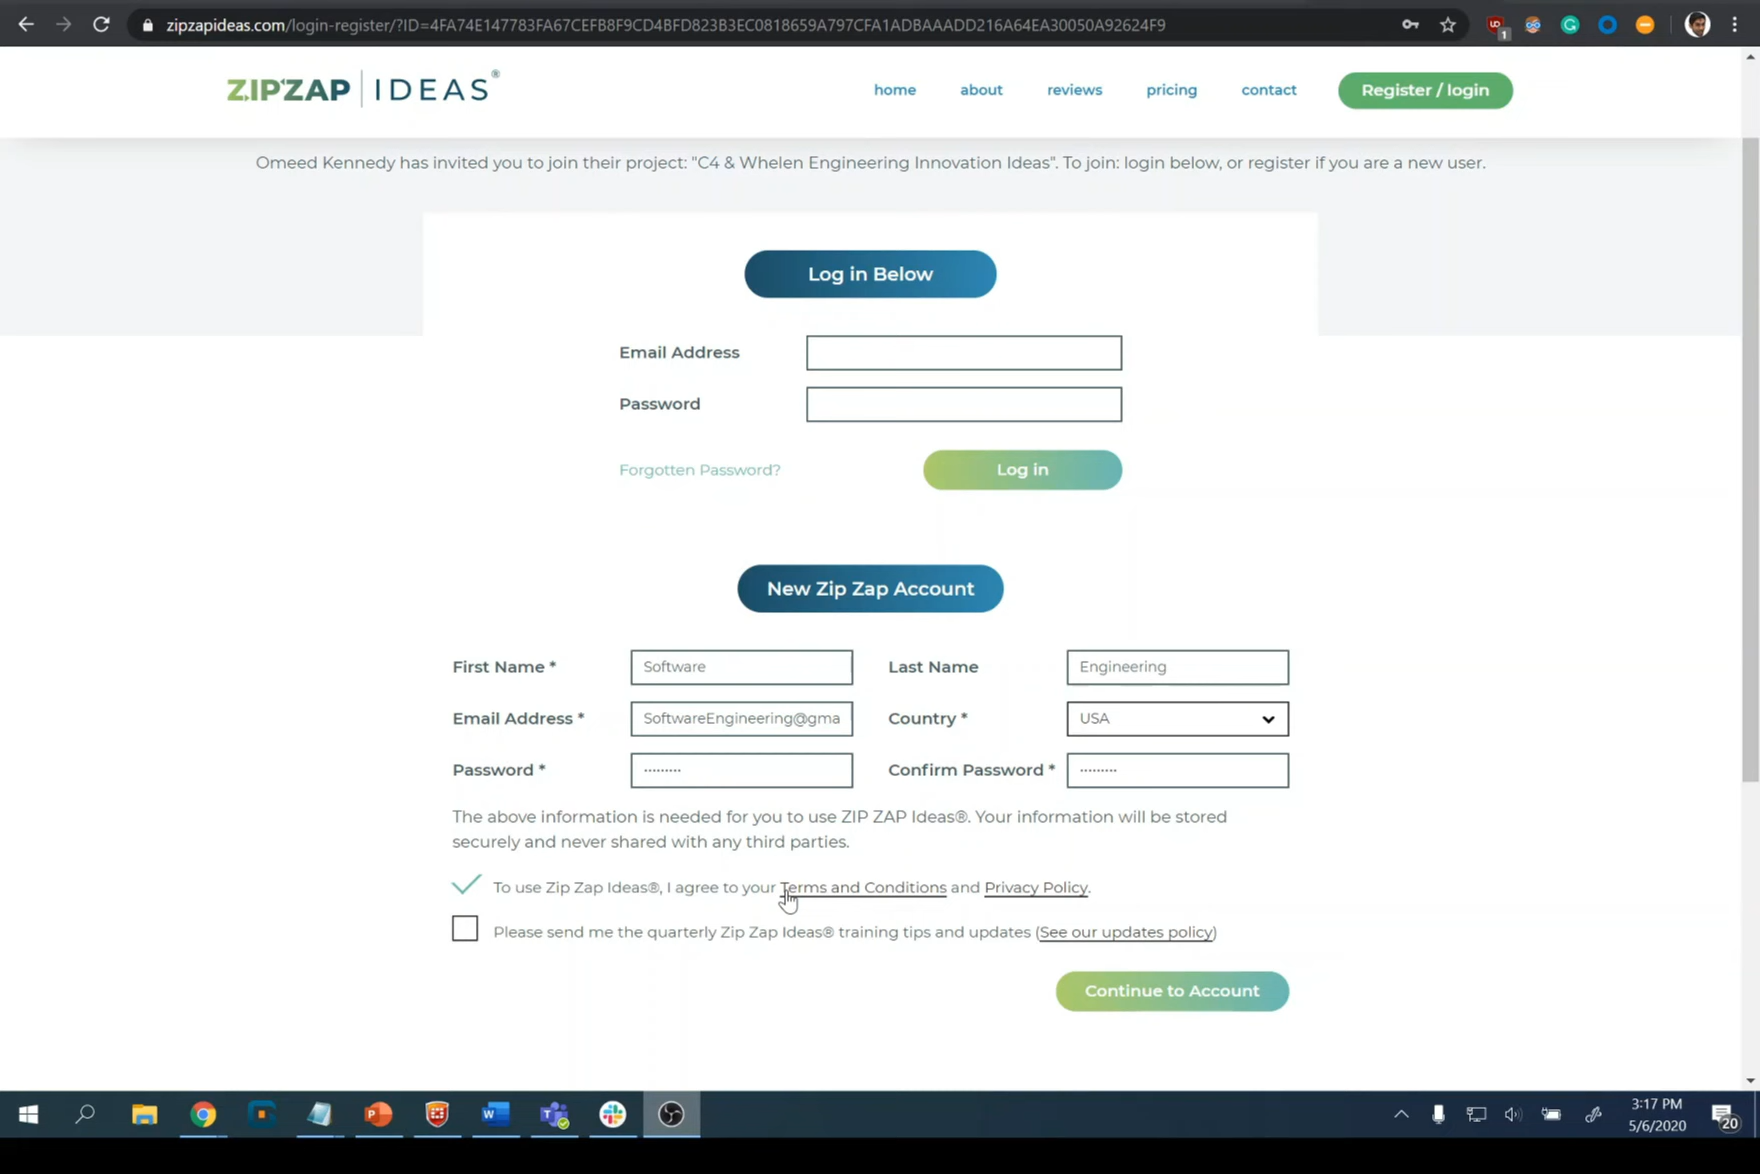 zipzapideas.com/login-register/?ID=4FA74E147783FA67CEFB8F9CD4BFD823B3EC0818659A797CFA1ADBAAADD216A64EA30050A92624F9
1
ZIPZAP | IDEAS®
home about reviews pricing contact Register / login
Omeed Kennedy has invited you to join their project: "C4 & Whelen Engineering Innovation Ideas". To join: login below, or register if you are a new user.
Log in Below
Email Address
Password
Forgotten Password? Log in
New Zip Zap Account
First Name * Software Last Name Engineering
Email Address * SoftwareEngineering@gma Country * USA
Password * ········· Confirm Password * ·········
The above information is needed for you to use ZIP ZAP Ideas®. Your information will be stored
securely and never shared with any third parties.
To use Zip Zap Ideas®, I agree to your Terms and Conditions and Privacy Policy.
Please send me the quarterly Zip Zap Ideas® training tips and updates (See our updates policy)
Continue to Account
3:17 PM
5/6/2020
20